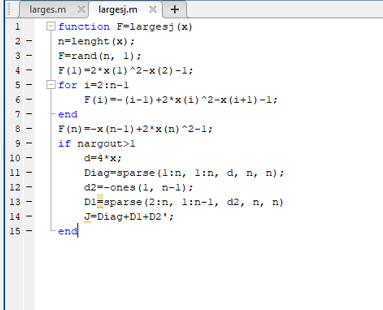 larges.m × largesj.m × +
1 function F=largesj(x)
2 n=lenght(x);
3 F=rand(n, 1);
4 F(1)=2*x(1)^2-x(2)-1;
5 for i=2:n-1
6 F(i)=-(i-1)+2*x(i)^2-x(i+1)-1;
7 end
8 F(n)=-x(n-1)+2*x(n)^2-1;
9 if nargout>1
10 d=4*x;
11 Diag=sparse(1:n, 1:n, d, n, n);
12 d2=-ones(1, n-1);
13 D1=sparse(2:n, 1:n-1, d2, n, n)
14 J=Diag+D1+D2';
15 end